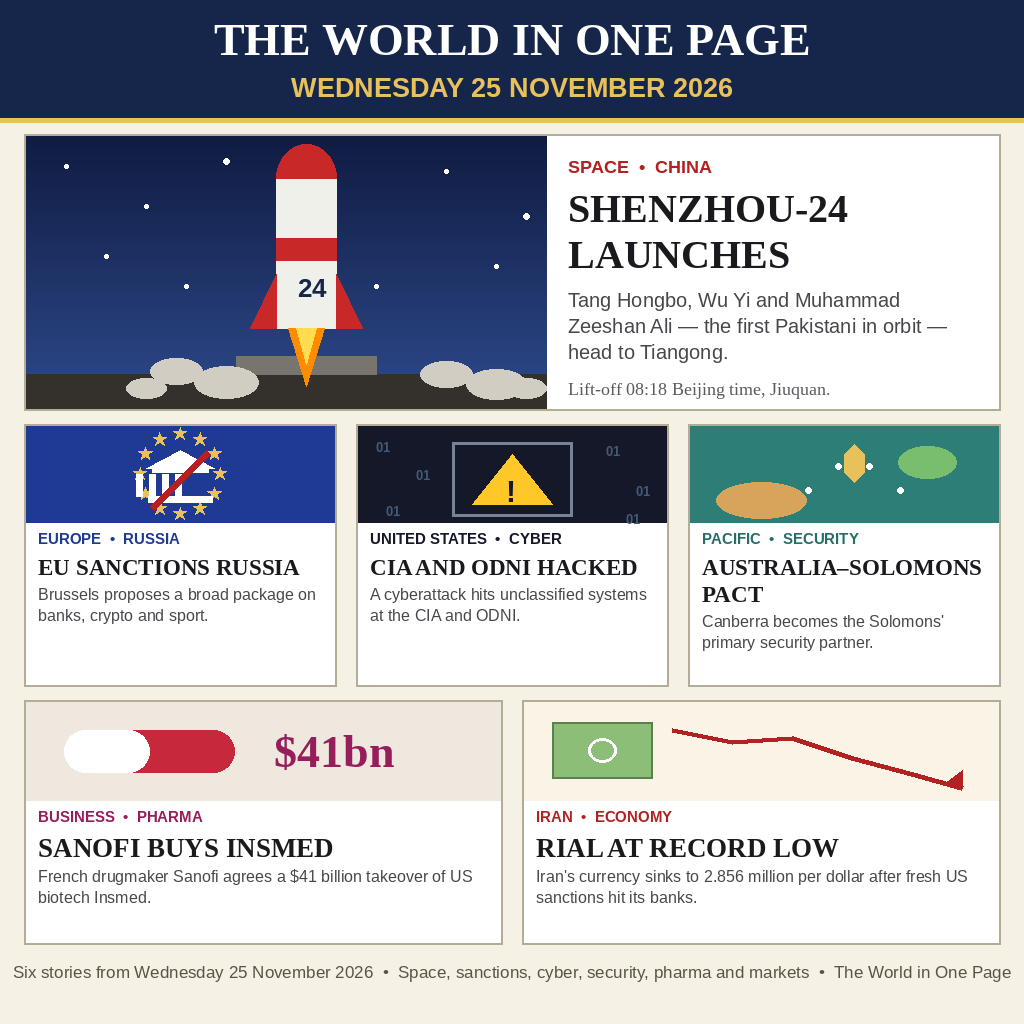 THE WORLD IN ONE PAGE
WEDNESDAY 25 NOVEMBER 2026
24
SPACE • CHINA
SHENZHOU-24
LAUNCHES
Tang Hongbo, Wu Yi and Muhammad
Zeeshan Ali — the first Pakistani in orbit —
head to Tiangong.
Lift-off 08:18 Beijing time, Jiuquan.
EUROPE • RUSSIA
EU SANCTIONS RUSSIA
Brussels proposes a broad package on
banks, crypto and sport.
01
01
01
01
01
01
!
UNITED STATES • CYBER
CIA AND ODNI HACKED
A cyberattack hits unclassified systems
at the CIA and ODNI.
PACIFIC • SECURITY
AUSTRALIA–SOLOMONS
PACT
Canberra becomes the Solomons'
primary security partner.
$41bn
BUSINESS • PHARMA
SANOFI BUYS INSMED
French drugmaker Sanofi agrees a $41 billion takeover of US
biotech Insmed.
IRAN • ECONOMY
RIAL AT RECORD LOW
Iran's currency sinks to 2.856 million per dollar after fresh US
sanctions hit its banks.
Six stories from Wednesday 25 November 2026 • Space, sanctions, cyber, security, pharma and markets • The World in One Page